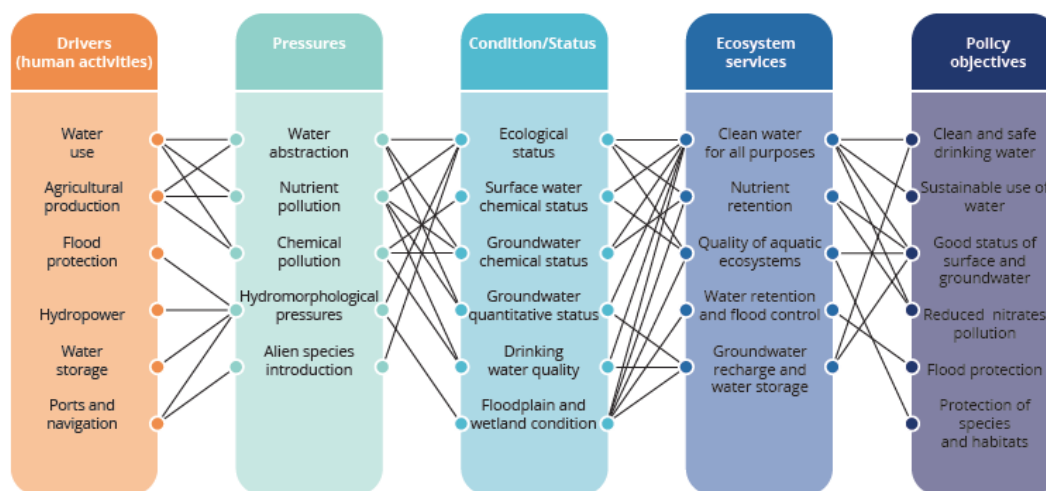 Drivers
(human activities)
Water
use
Agricultural
production
Flood
protection
Hydropower
Water
storage
Ports and
navigation
Pressures
Water
abstraction
Nutrient
pollution
Chemical
pollution
Hydromorphological
pressures
Alien species
introduction
Condition/Status
Ecological
status
Surface water
chemical status
Groundwater
chemical status
Groundwater
quantitative status
Drinking
water quality
Floodplain and
wetland condition
Ecosystem
services
Clean water
for all purposes
Nutrient
retention
Quality of aquatic
ecosystems
Water retention
and flood control
Groundwater
recharge and
water storage
Policy
objectives
Clean and safe
drinking water
Sustainable use of
water
Good status of
surface and
groundwater
Reduced nitrates
pollution
Flood protection
Protection of
species
and habitats